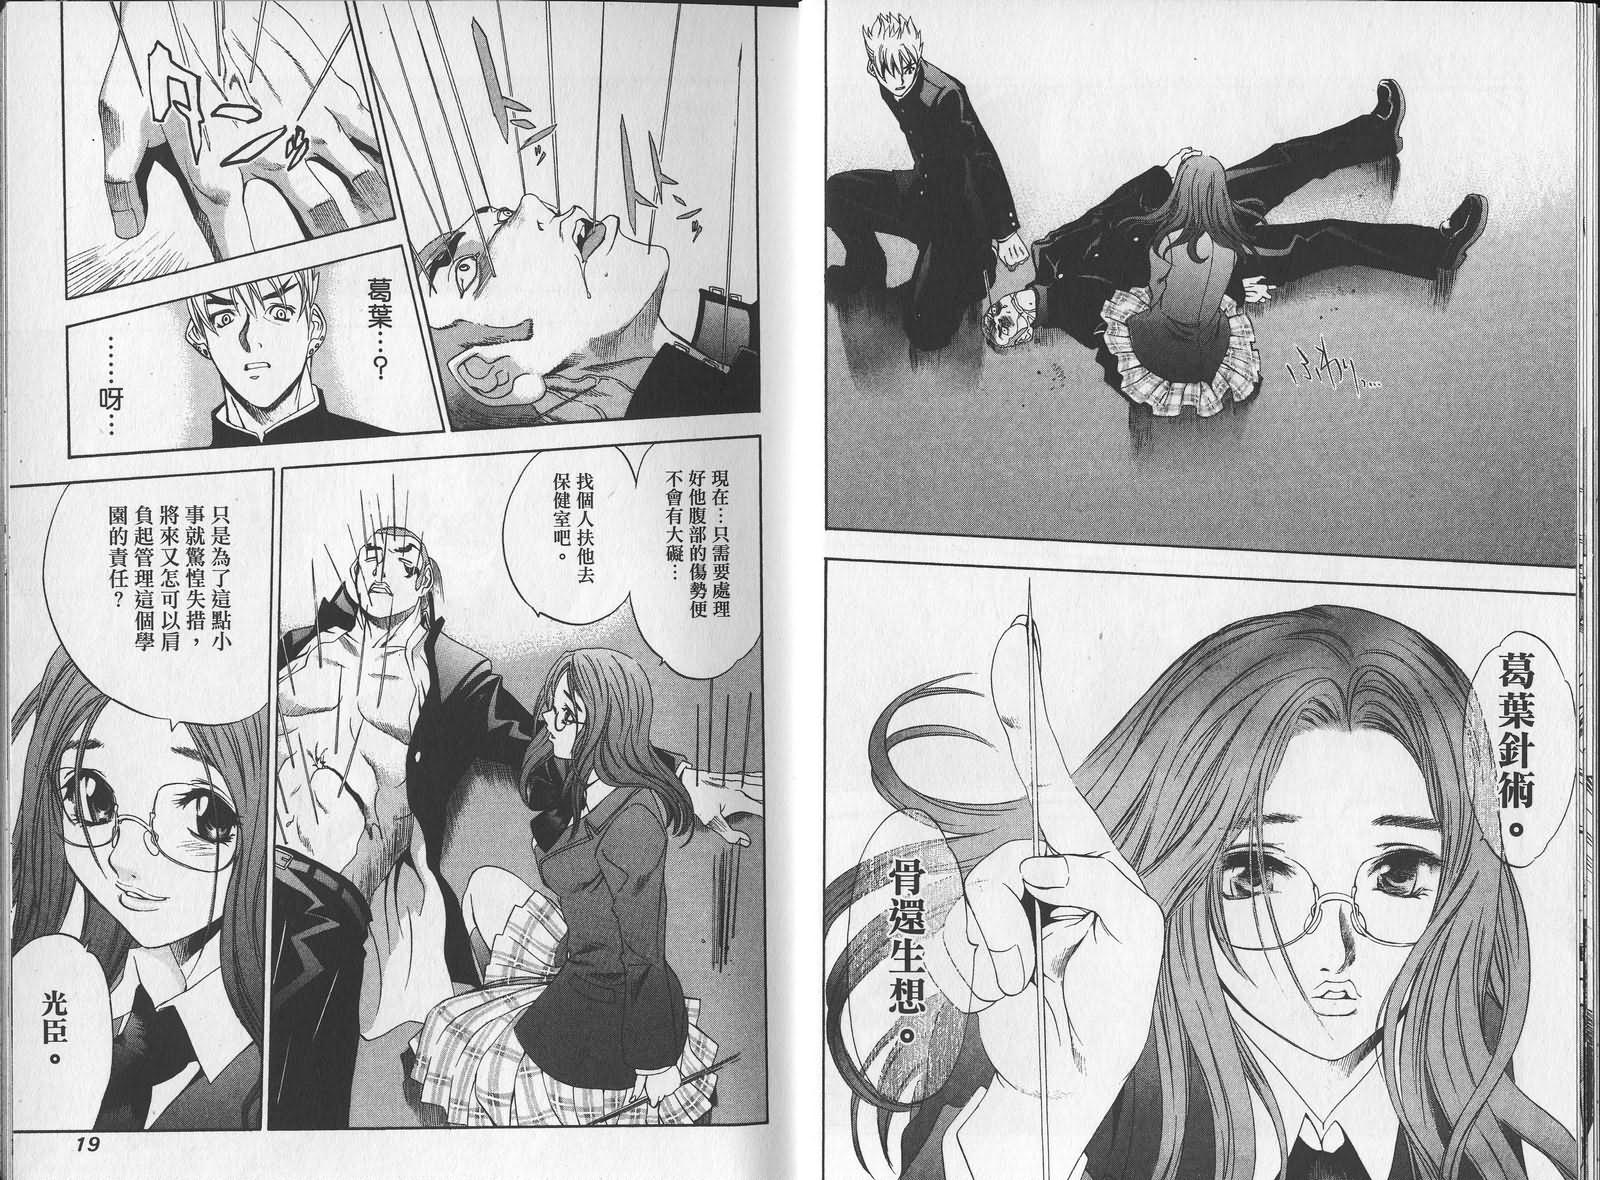 ふわり…
葛葉針術。
骨還生想。
葛葉…?
……呀…
現在…只需要處理
好他腹部的傷勢便
不會有大礙…
找個人扶他去
保健室吧。
只是為了這點小
事就驚惶失措，
將來又怎可以肩
負起管理這個學
園的責任?
光臣。
19